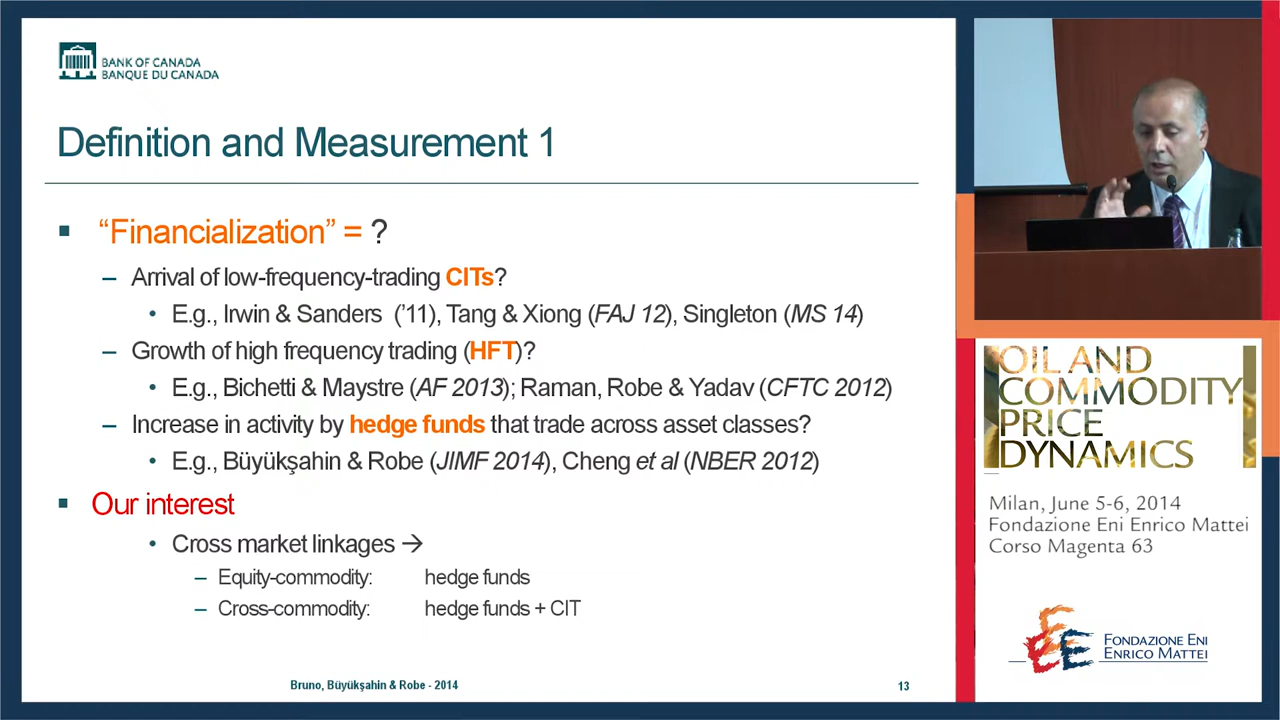 BANK OF CANADA
BANQUE DU CANADA
Definition and Measurement 1
▪ “Financialization” = ?
– Arrival of low-frequency-trading CITs?
• E.g., Irwin & Sanders (’11), Tang & Xiong (FAJ 12), Singleton (MS 14)
– Growth of high frequency trading (HFT)?
• E.g., Bichetti & Maystre (AF 2013); Raman, Robe & Yadav (CFTC 2012)
– Increase in activity by hedge funds that trade across asset classes?
• E.g., Büyükşahin & Robe (JIMF 2014), Cheng et al (NBER 2012)
▪ Our interest
• Cross market linkages →
– Equity-commodity: hedge funds
– Cross-commodity: hedge funds + CIT
Bruno, Büyükşahin & Robe - 2014
13
OIL AND
COMMODITY
PRICE
DYNAMICS
Milan, June 5-6, 2014
Fondazione Eni Enrico Mattei
Corso Magenta 63
FONDAZIONE ENI
ENRICO MATTEI